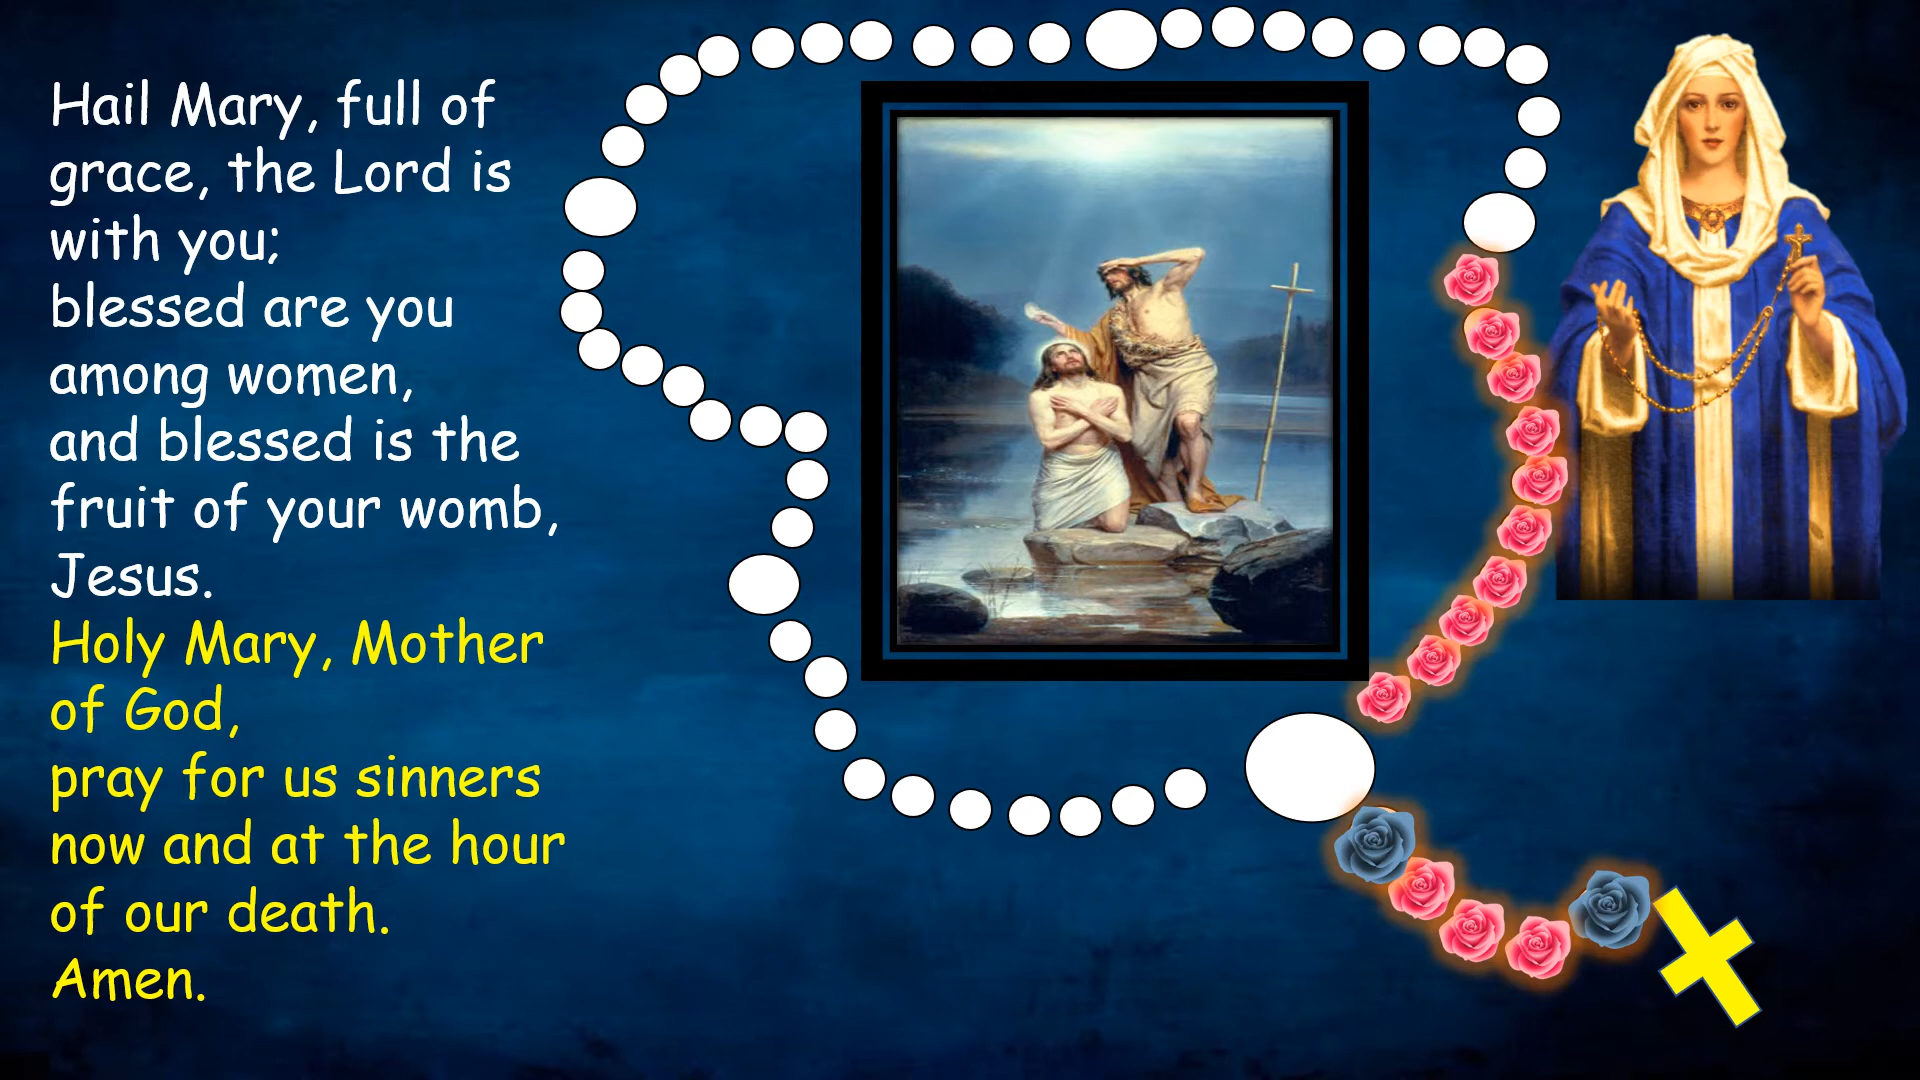 Hail Mary, full of
grace, the Lord is
with you;
blessed are you
among women,
and blessed is the
fruit of your womb,
Jesus.
Holy Mary, Mother
of God,
pray for us sinners
now and at the hour
of our death.
Amen.